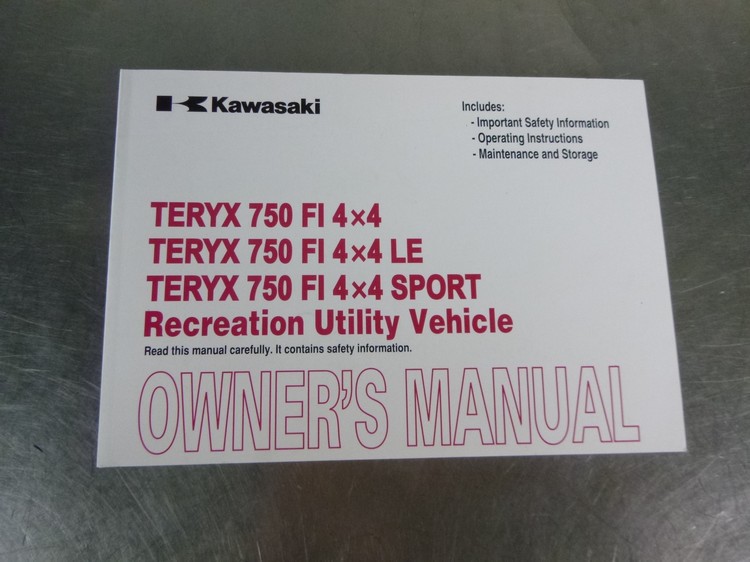 Kawasaki
Includes:
- Important Safety Information
- Operating Instructions
- Maintenance and Storage
TERYX 750 FI 4×4
TERYX 750 FI 4×4 LE
TERYX 750 FI 4×4 SPORT
Recreation Utility Vehicle
Read this manual carefully. It contains safety information.
OWNER'S MANUAL